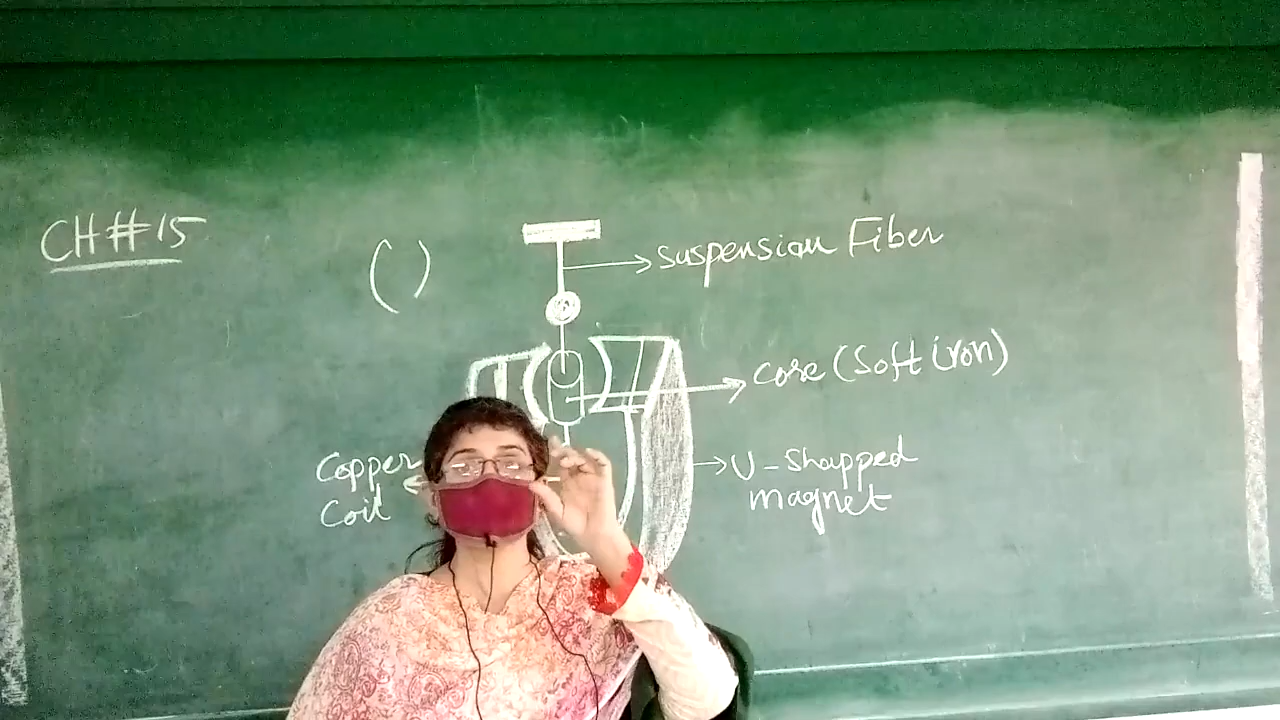 CH#15
( )
suspension Fiber
core (Soft iron)
Copper
Coil
U-shapped
magnet